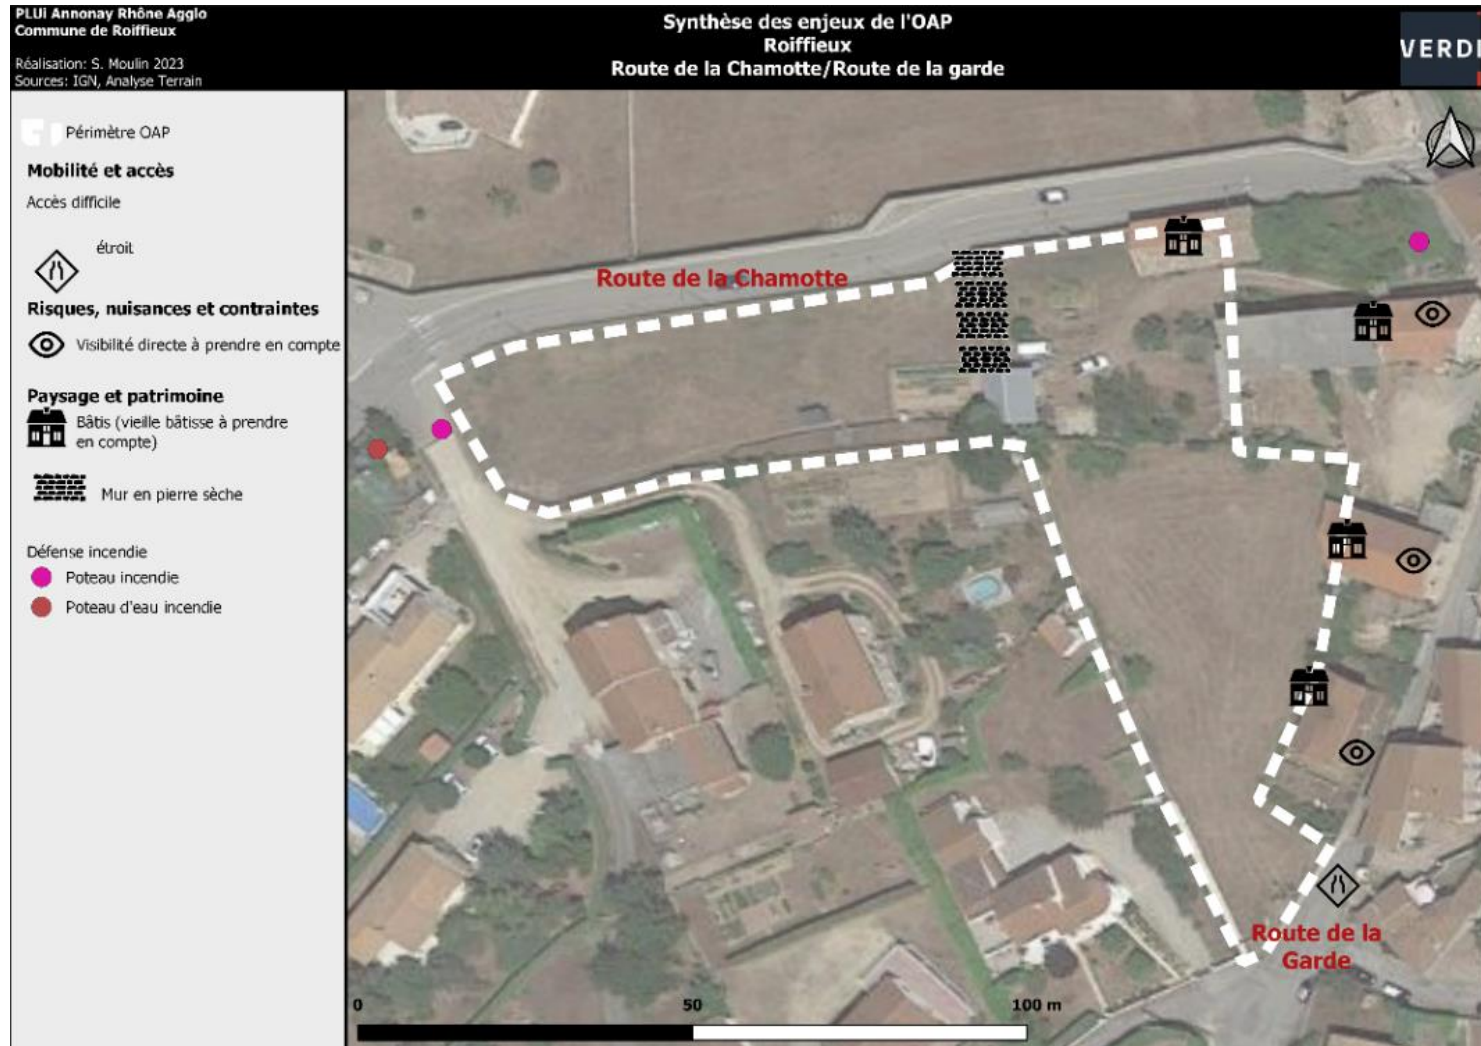 PLUi Annonay Rhône Agglo
Commune de Roiffieux
Réalisation: S. Moulin 2023
Sources: IGN, Analyse Terrain
Synthèse des enjeux de l'OAP
Roiffieux
Route de la Chamotte/Route de la garde
VERDI
Périmètre OAP
Mobilité et accès
Accès difficile
étroit
Risques, nuisances et contraintes
Visibilité directe à prendre en compte
Paysage et patrimoine
Bâtis (vieille bâtisse à prendre
en compte)
Mur en pierre sèche
Défense incendie
Poteau incendie
Poteau d'eau incendie
Route de la Chamotte
Route de la
Garde
0
50
100 m